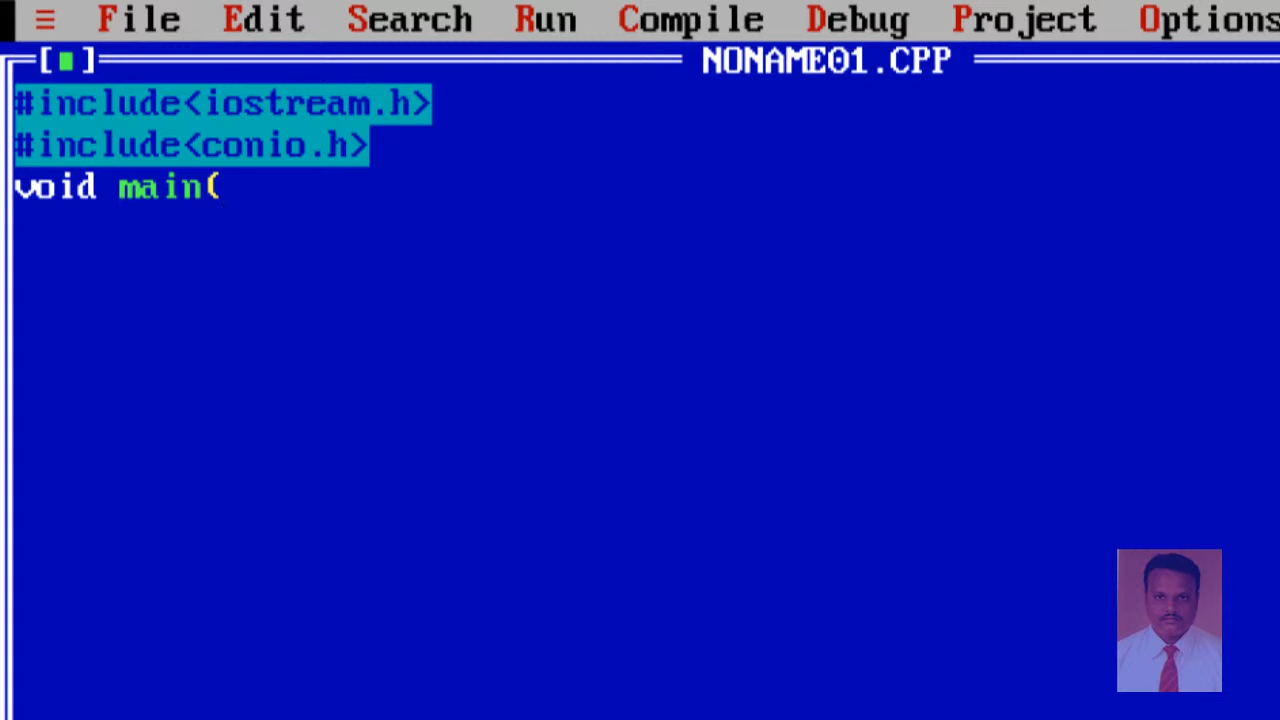 ≡ File Edit Search Run Compile Debug Project Options
[■] NONAME01.CPP
#include<iostream.h>
#include<conio.h>
void main(